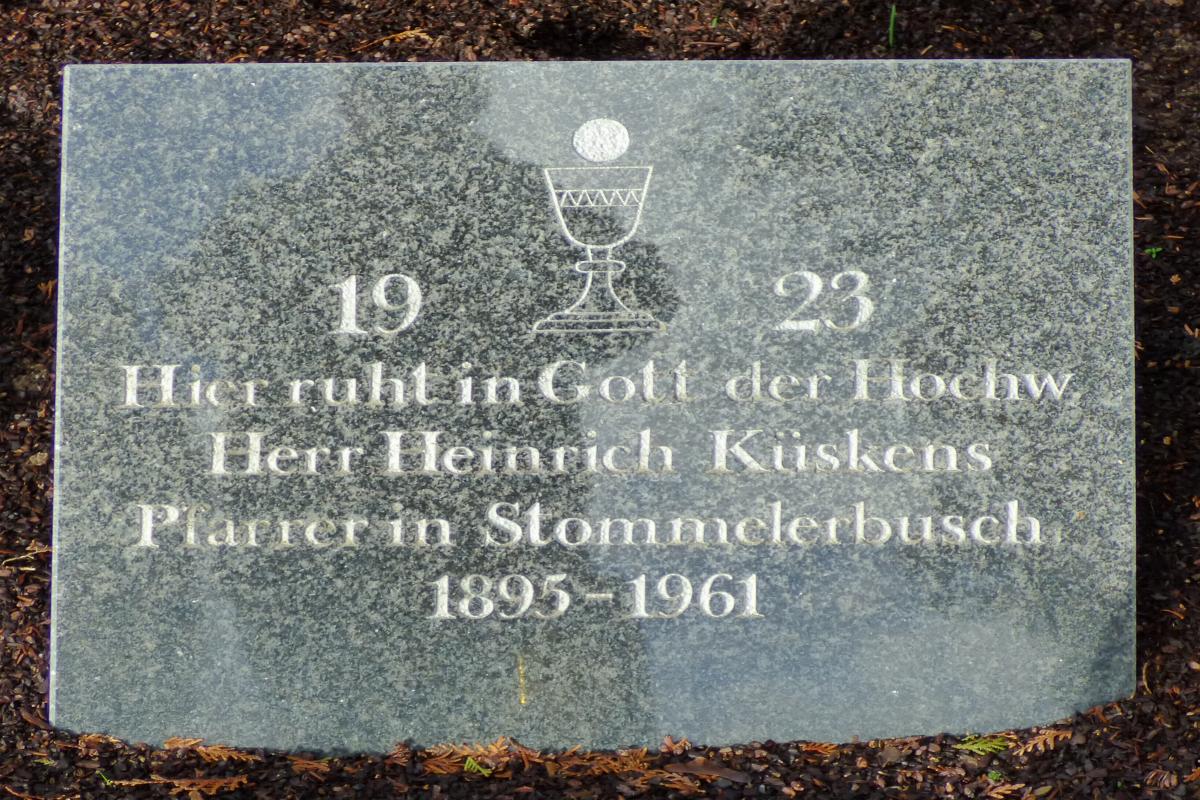 19 23
Hier ruht in Gott der Hochw.
Herr Heinrich Küskens
Pfarrer in Stommelerbusch
1895 - 1961